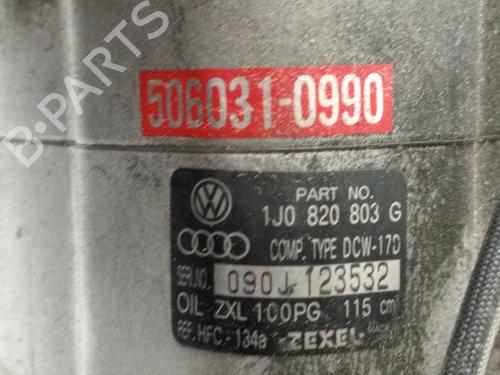 B-PARTS
506031-0990
PART NO.
1J0 820 803 G
COMP. TYPE DCW-17D
SER.NO. 090J 123532
OIL ZXL 100PG 115 cm
REF. HFC-134a ZEXEL